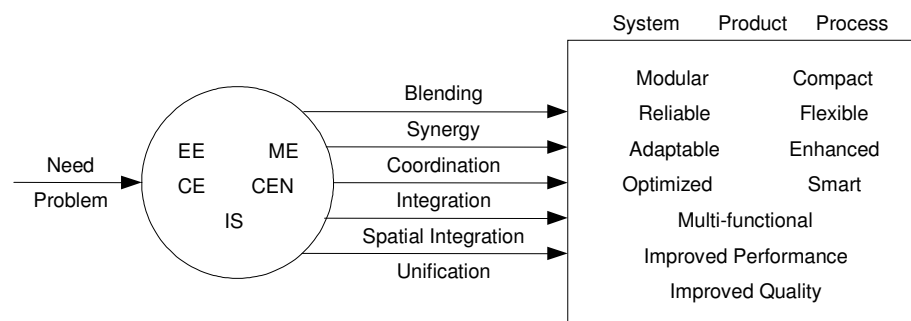 System Product Process
Need
Problem
EE ME
CE CEN
IS
Blending
Synergy
Coordination
Integration
Spatial Integration
Unification
Modular Compact
Reliable Flexible
Adaptable Enhanced
Optimized Smart
Multi-functional
Improved Performance
Improved Quality